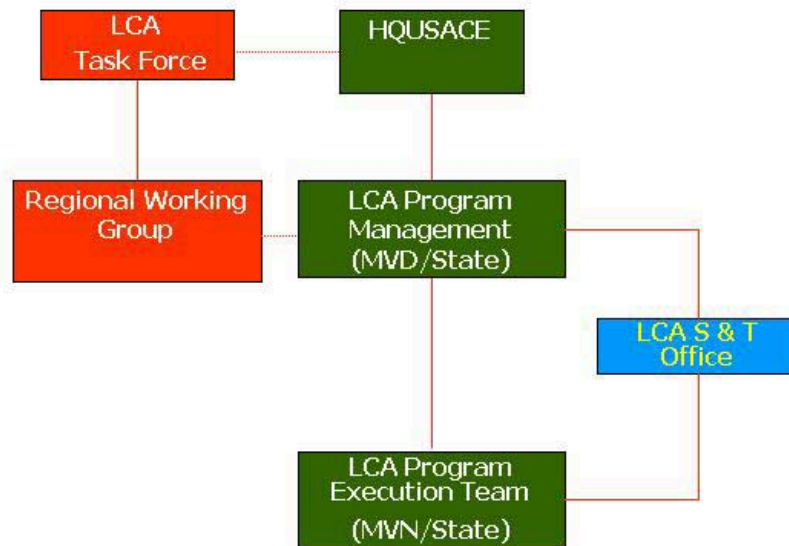 LCA
Task Force
HQUSACE
Regional Working
Group
LCA Program
Management
(MVD/State)
LCA S & T
Office
LCA Program
Execution Team
(MVN/State)